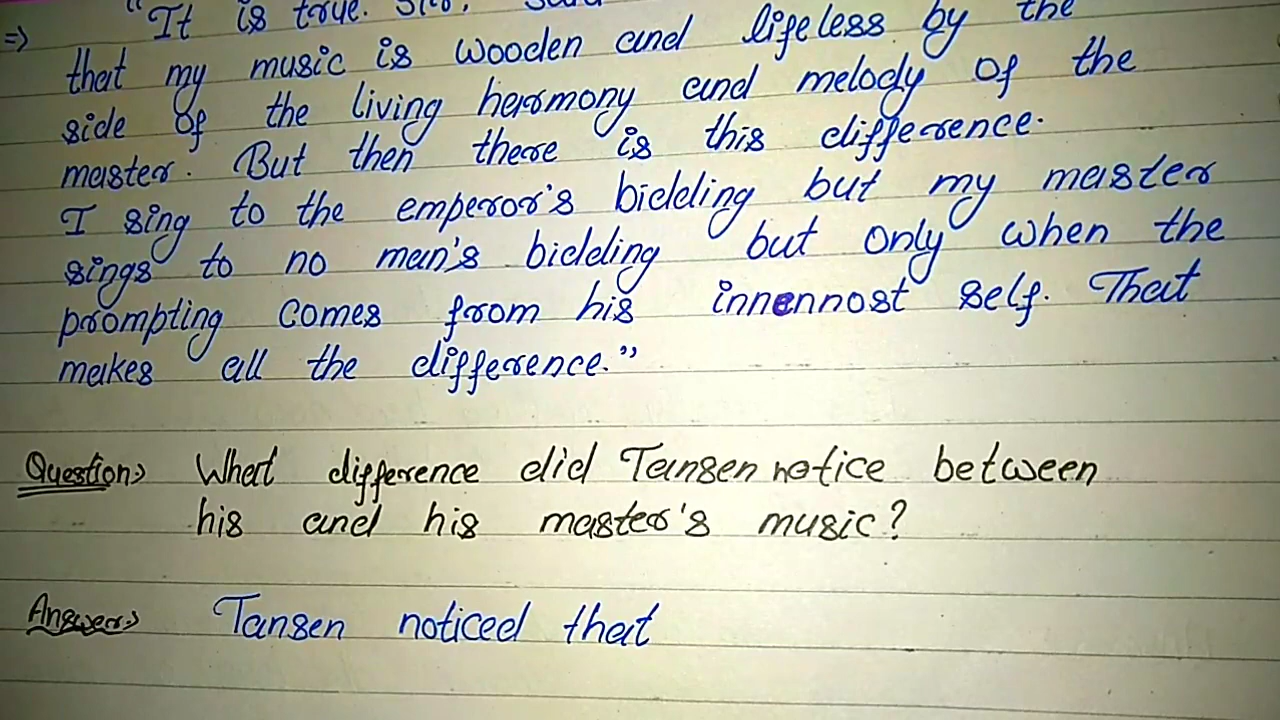 ⇒ "It is true. Sire,
that my music is wooden and lifeless by the
side of the living harmony and melody of the
master. But then there is this difference.
I sing to the emperor's bidding but my master
sings to no man's bidding but only when the
prompting comes from his innennost self. That
makes all the difference."
Question⇒ What difference did Tansen notice between
his and his master's music?
Answer⇒ Tansen noticed that